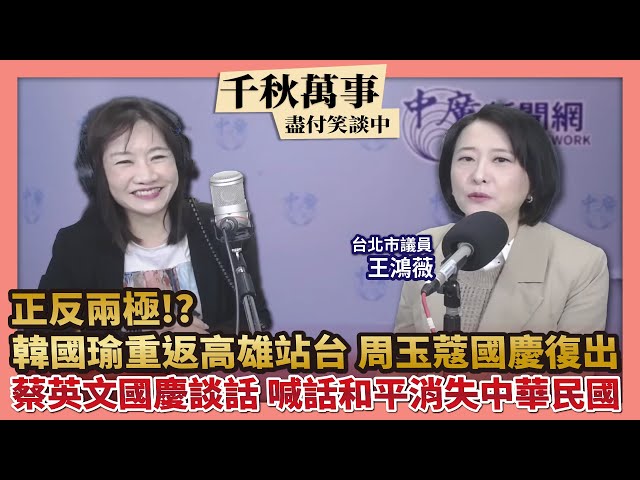 千秋萬事
盡付笑談中
中廣新聞網
WORK
台北市議員
王鴻薇
正反兩極!?
韓國瑜重返高雄站台 周玉蔻國慶復出
蔡英文國慶談話 喊話和平消失中華民國